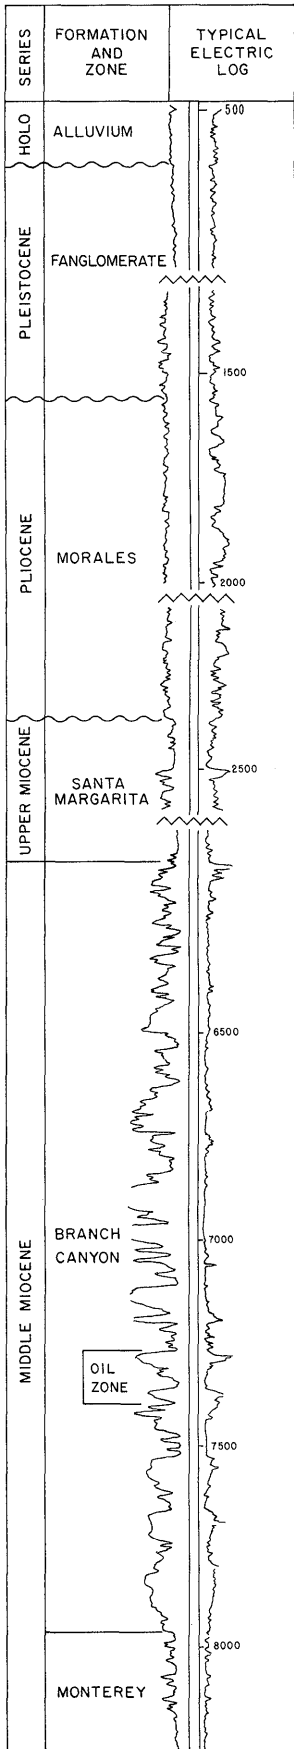 SERIES
FORMATION
AND
ZONE
TYPICAL
ELECTRIC
LOG
HOLO
ALLUVIUM
500
PLEISTOCENE
FANGLOMERATE
1500
PLIOCENE
MORALES
2000
UPPER MIOCENE
SANTA
MARGARITA
2500
6500
MIDDLE MIOCENE
BRANCH
CANYON
7000
OIL
ZONE
7500
8000
MONTEREY